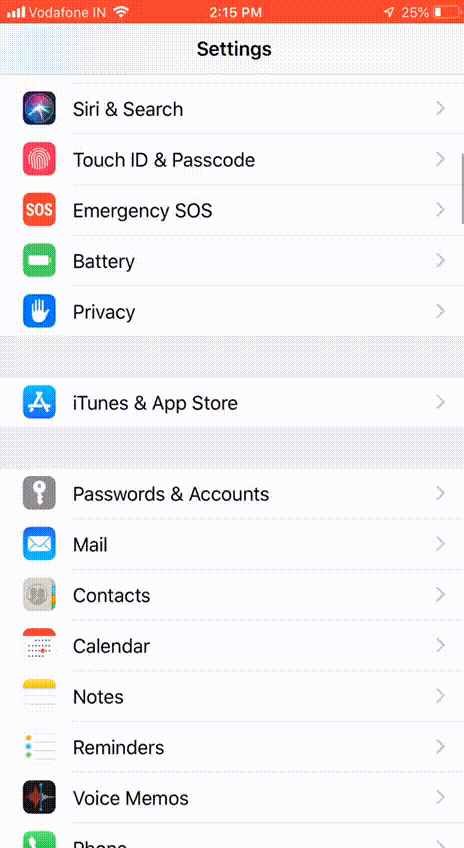 Vodafone IN 2:15 PM 25%
Settings
Siri & Search
Touch ID & Passcode
SOS Emergency SOS
Battery
Privacy
iTunes & App Store
Passwords & Accounts
Mail
Contacts
Calendar
Notes
Reminders
Voice Memos
Phone